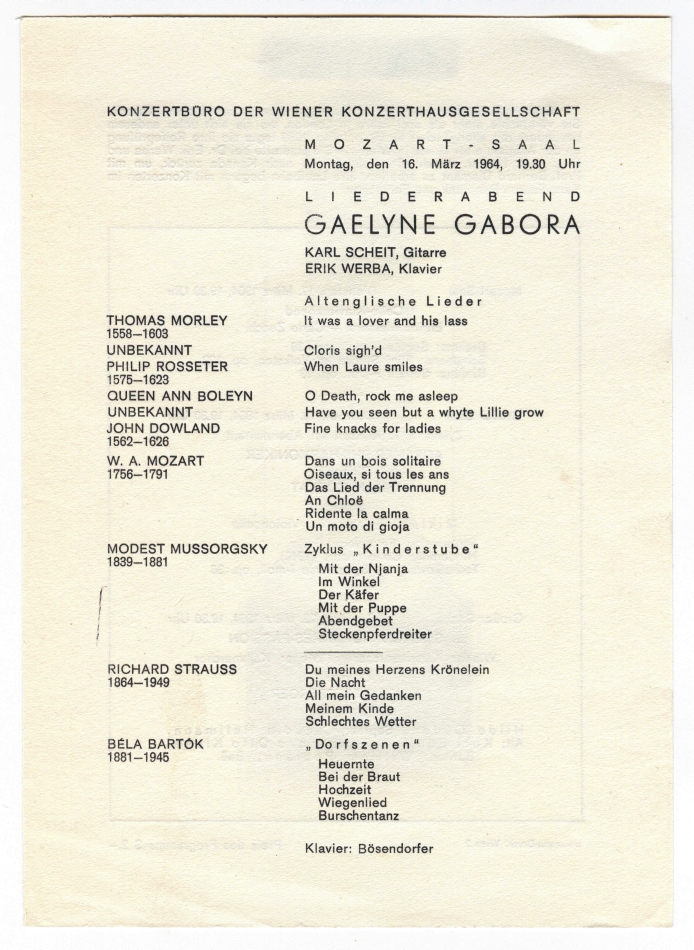 KONZERTBÜRO DER WIENER KONZERTHAUSGESELLSCHAFT
MOZART-SAAL
Montag, den 16. März 1964, 19.30 Uhr
LIEDERABEND
GAELYNE GABORA
KARL SCHEIT, Gitarre
ERIK WERBA, Klavier
Altenglische Lieder
THOMAS MORLEY It was a lover and his lass
1558—1603
UNBEKANNT Cloris sigh'd
PHILIP ROSSETER When Laure smiles
1575—1623
QUEEN ANN BOLEYN O Death, rock me asleep
UNBEKANNT Have you seen but a whyte Lillie grow
JOHN DOWLAND Fine knacks for ladies
1562—1626
W. A. MOZART Dans un bois solitaire
1756—1791 Oiseaux, si tous les ans
Das Lied der Trennung
An Chloë
Ridente la calma
Un moto di gioja
MODEST MUSSORGSKY Zyklus „Kinderstube“
1839—1881
Mit der Njanja
Im Winkel
Der Käfer
Mit der Puppe
Abendgebet
Steckenpferdreiter
RICHARD STRAUSS Du meines Herzens Krönelein
1864—1949 Die Nacht
All mein Gedanken
Meinem Kinde
Schlechtes Wetter
BÉLA BARTÓK „Dorfszenen“
1881—1945
Heuernte
Bei der Braut
Hochzeit
Wiegenlied
Burschentanz
Klavier: Bösendorfer